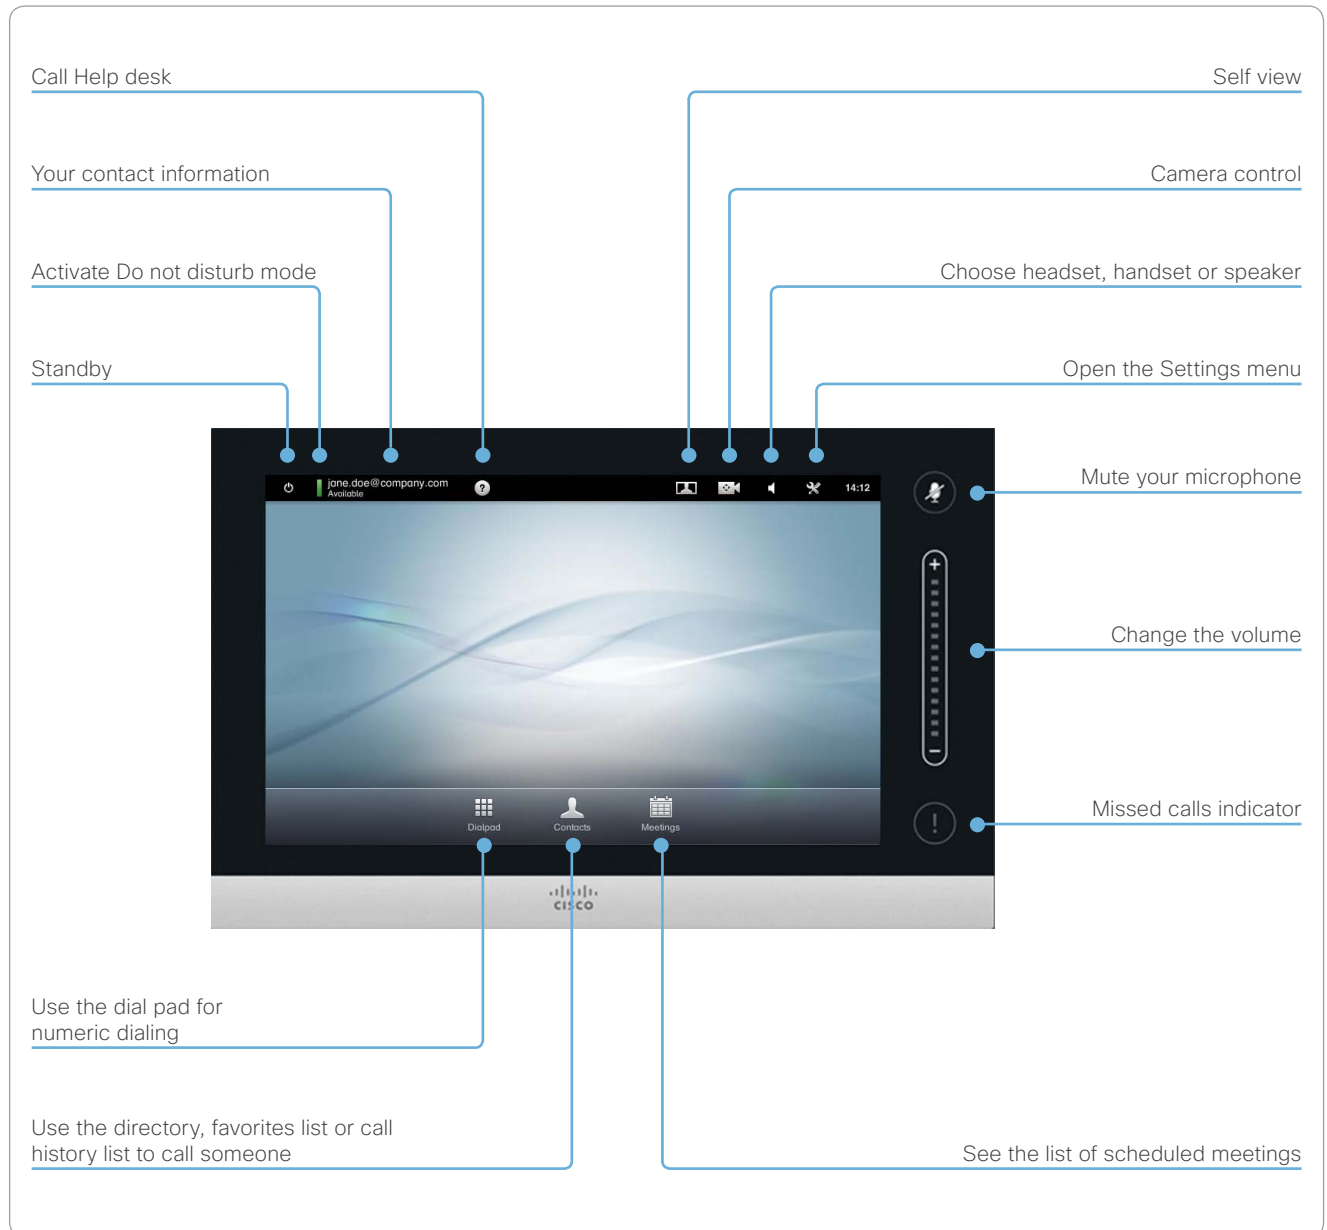 Call Help desk
Self view
Your contact information
Camera control
Activate Do not disturb mode
Choose headset, handset or speaker
Standby
Open the Settings menu
jane.doe@company.com
Available
?
14:12
Mute your microphone
+
Change the volume
−
Missed calls indicator
!
Dialpad
Contacts
Meetings
CISCO
Use the dial pad for
numeric dialing
Use the directory, favorites list or call
history list to call someone
See the list of scheduled meetings